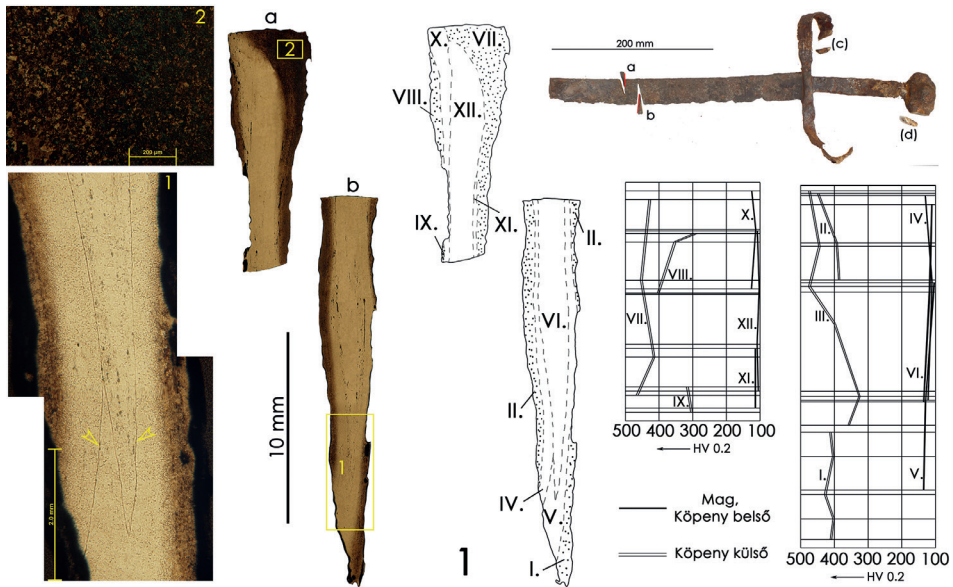 2
200 µm
a
2
X.
VII.
VIII.
XII.
IX.
XI.
200 mm
a
b
(c)
(d)
1
2.0 mm
b
10 mm
1
II.
VI.
II.
IV.
V.
I.
1
X.
VIII.
VII.
XII.
XI.
IX.
500 400 300 200 100
HV 0.2
Mag,
Köpeny belső
Köpeny külső
IV.
II.
III.
VI.
I.
V.
500 400 300 200 100
HV 0.2